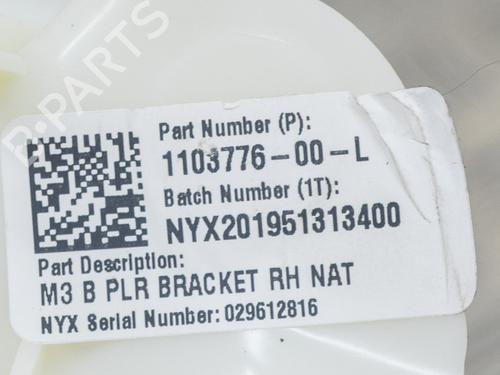 B-PARTS
Part Number (P):
1103776-00-L
Batch Number (1T):
NYX201951313400
Part Description:
M3 B PLR BRACKET RH NAT
NYX Serial Number: 029612816